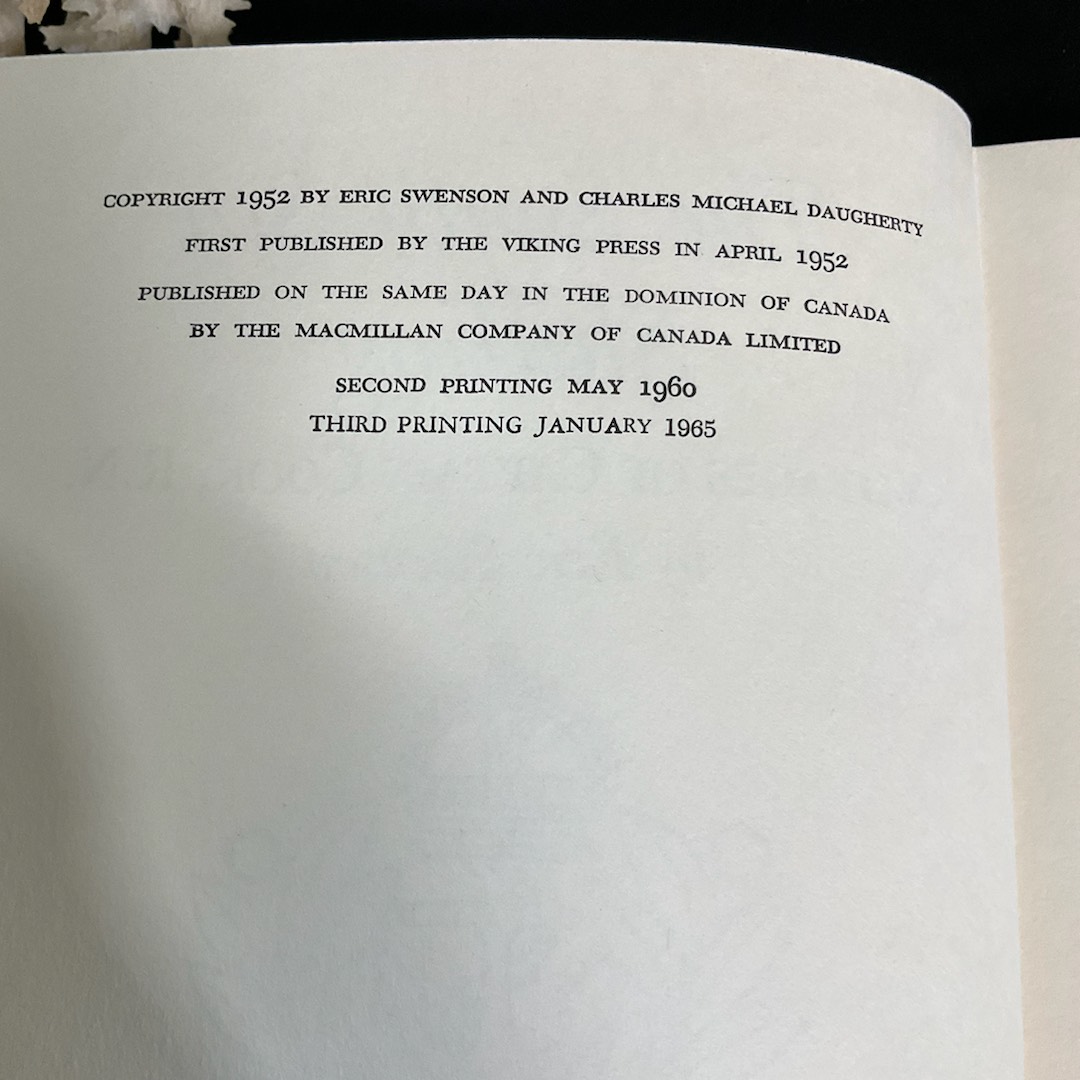 COPYRIGHT 1952 BY ERIC SWENSON AND CHARLES MICHAEL DAUGHERTY
FIRST PUBLISHED BY THE VIKING PRESS IN APRIL 1952
PUBLISHED ON THE SAME DAY IN THE DOMINION OF CANADA
BY THE MACMILLAN COMPANY OF CANADA LIMITED
SECOND PRINTING MAY 1960
THIRD PRINTING JANUARY 1965